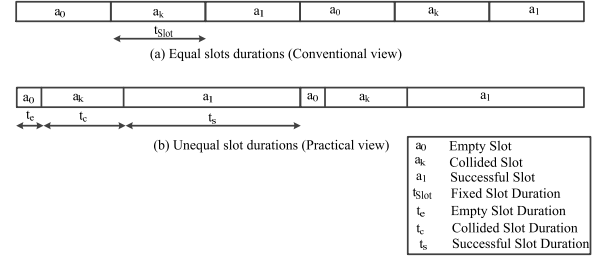 a0 ak a1 a0 ak a1
tSlot
(a) Equal slots durations (Conventional view)
a0 ak a1 a0 ak a1
te tc ts
(b) Unequal slot durations (Practical view)
a0 Empty Slot
ak Collided Slot
a1 Successful Slot
tSlot Fixed Slot Duration
te Empty Slot Duration
tc Collided Slot Duration
ts Successful Slot Duration